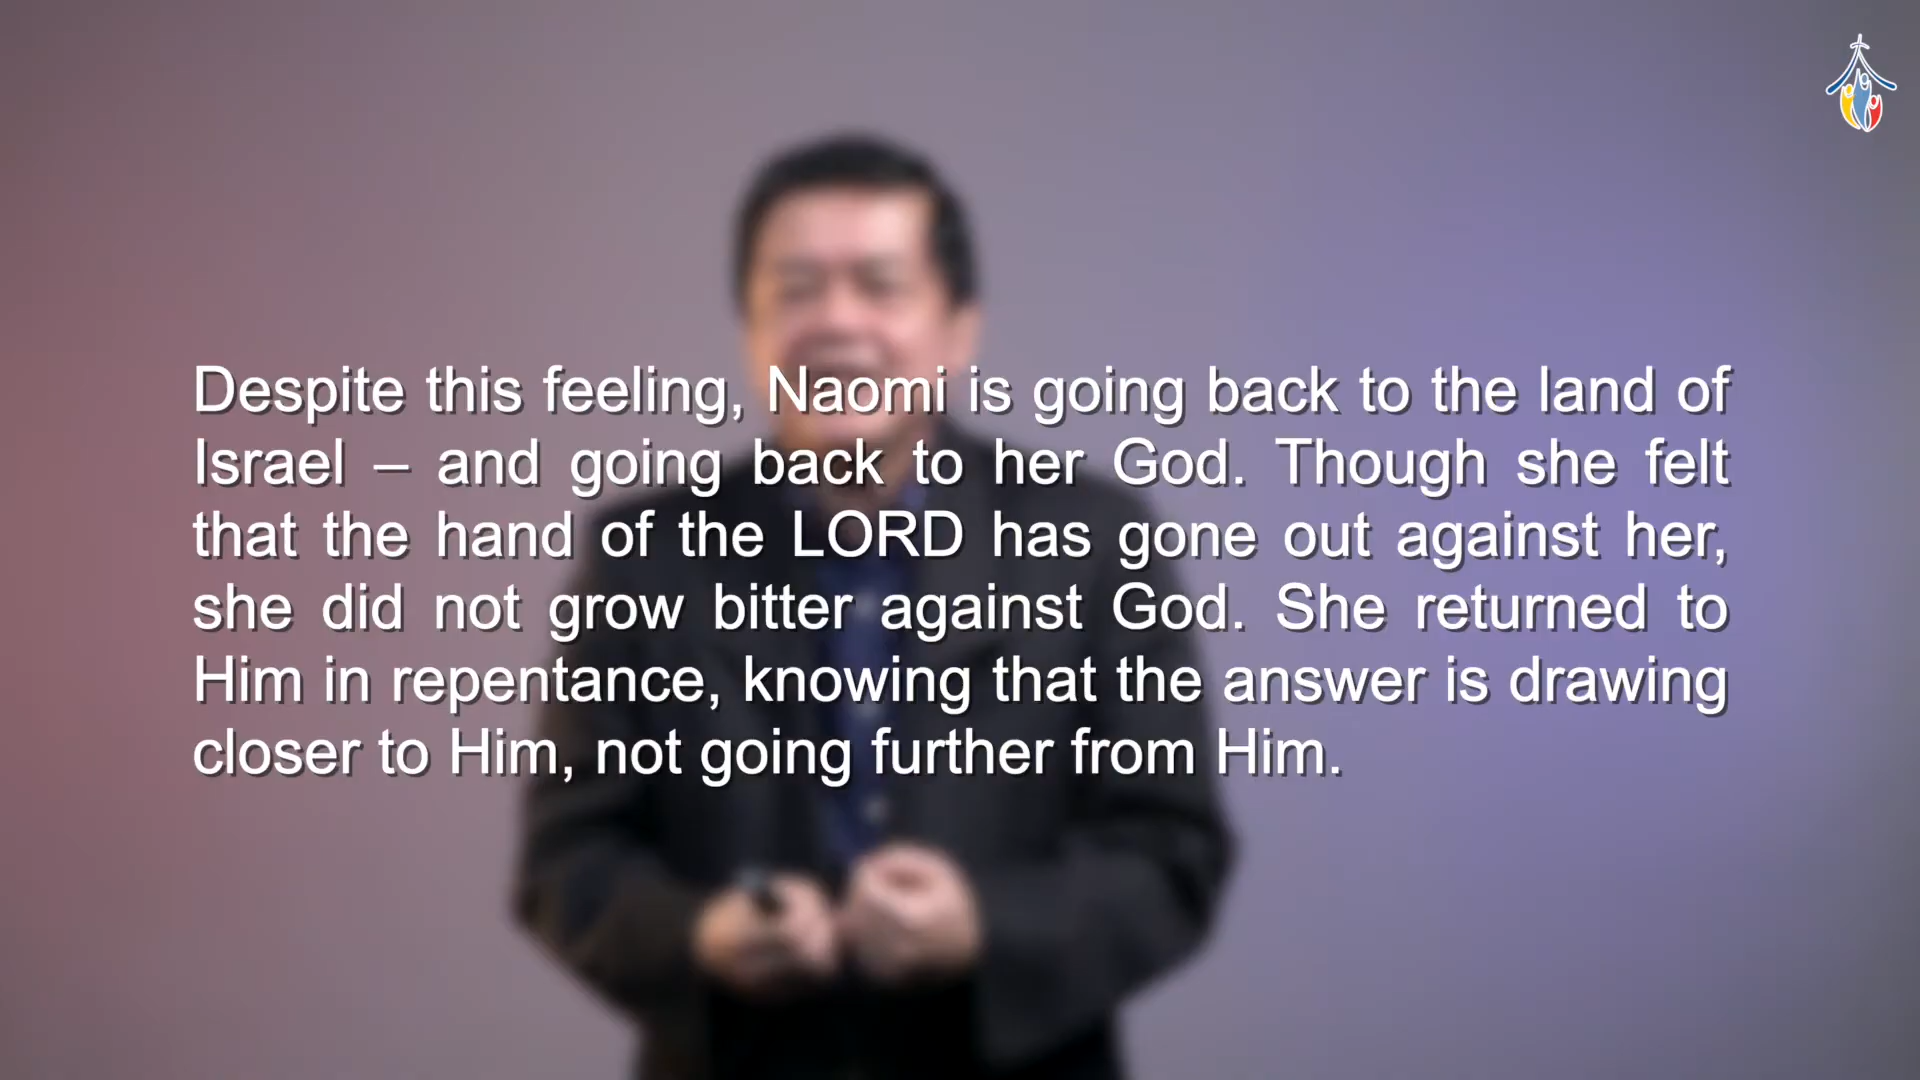 Despite this feeling, Naomi is going back to the land of
Israel – and going back to her God. Though she felt
that the hand of the LORD has gone out against her,
she did not grow bitter against God. She returned to
Him in repentance, knowing that the answer is drawing
closer to Him, not going further from Him.